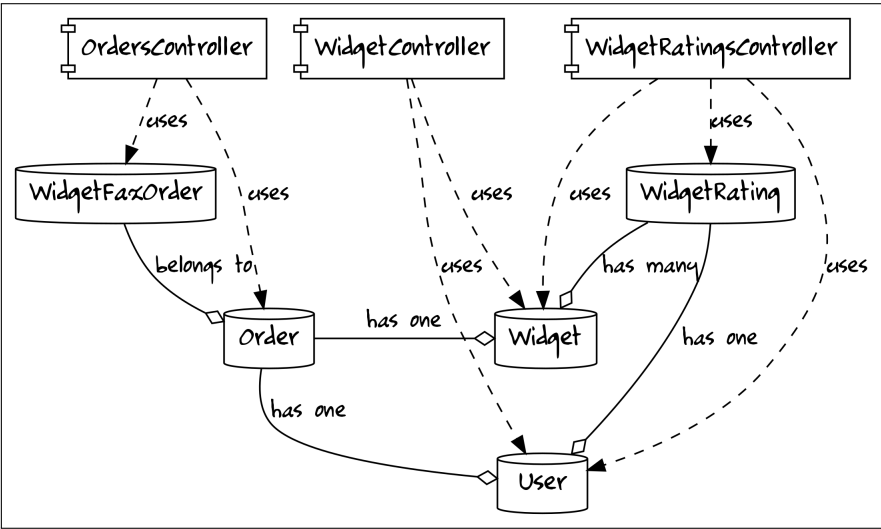 OrdersController
WidgetController
WidgetRatingsController
uses
uses
WidgetFaxOrder
WidgetRating
uses
uses
uses
belongs to
uses
has many
uses
has one
Order
Widget
has one
has one
User